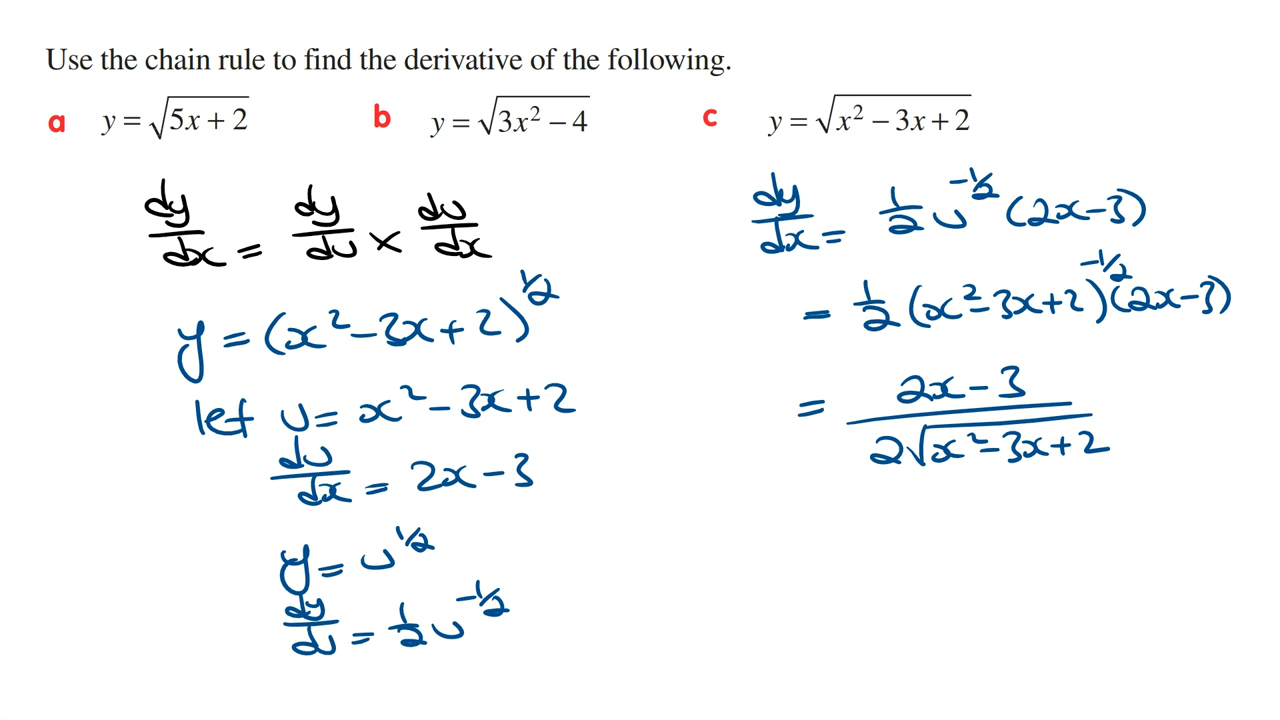 Use the chain rule to find the derivative of the following.
a y = √(5x + 2) b y = √(3x² − 4) c y = √(x² − 3x + 2)
dy/dx = dy/du × du/dx
y = (x² − 3x + 2)^1/2
let u = x² − 3x + 2
du/dx = 2x − 3
y = u^1/2
dy/du = 1/2 u^−1/2
dy/dx = 1/2 u^−1/2 (2x − 3)
= 1/2 (x² − 3x + 2)^−1/2 (2x − 3)
= (2x − 3)/(2√(x² − 3x + 2))